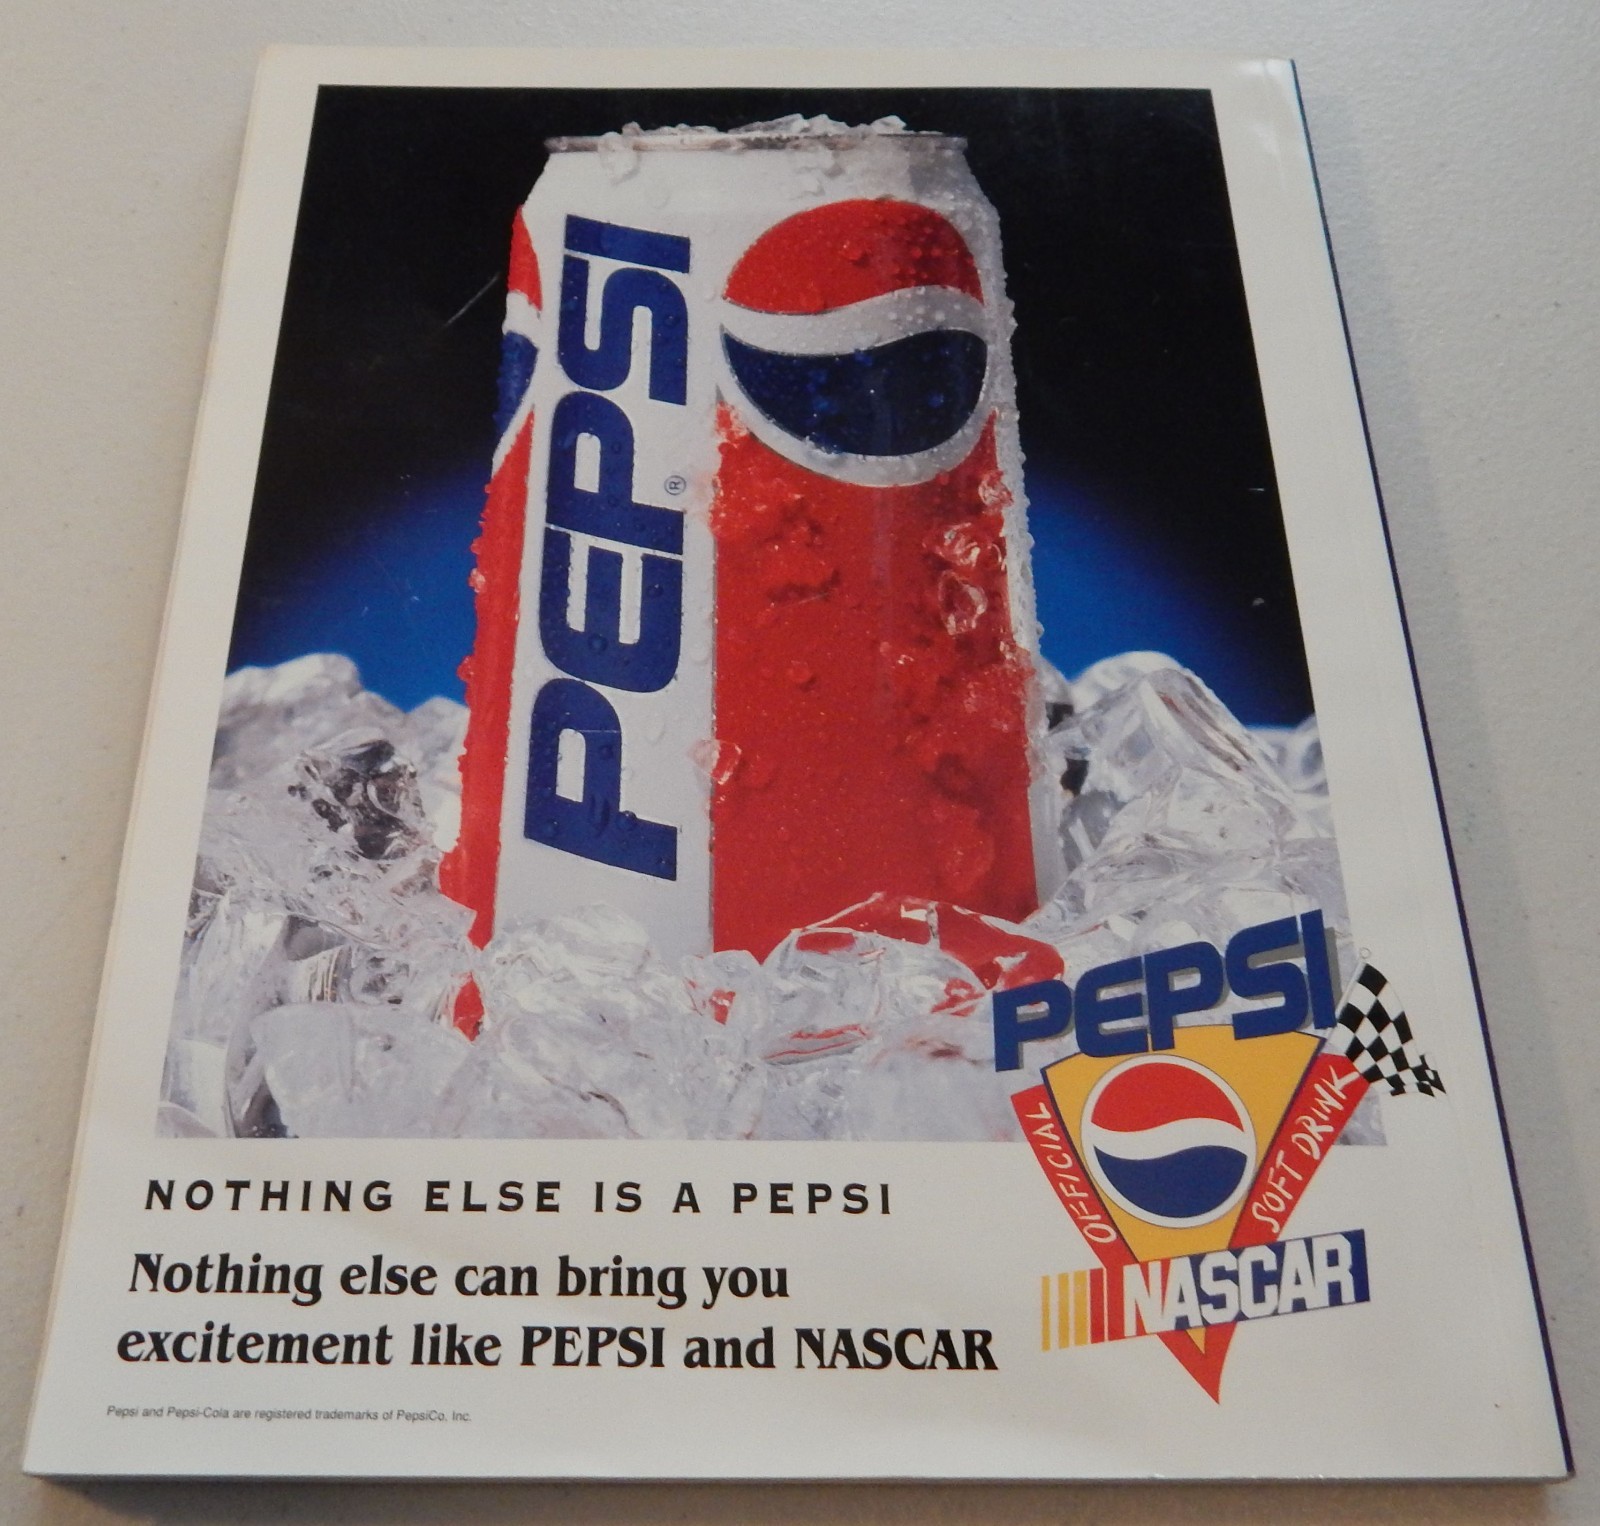 PEPSI
®
PEPSI
OFFICIAL
SOFT DRINK
NASCAR
NOTHING ELSE IS A PEPSI
Nothing else can bring you
excitement like PEPSI and NASCAR
Pepsi and Pepsi-Cola are registered trademarks of PepsiCo, Inc.